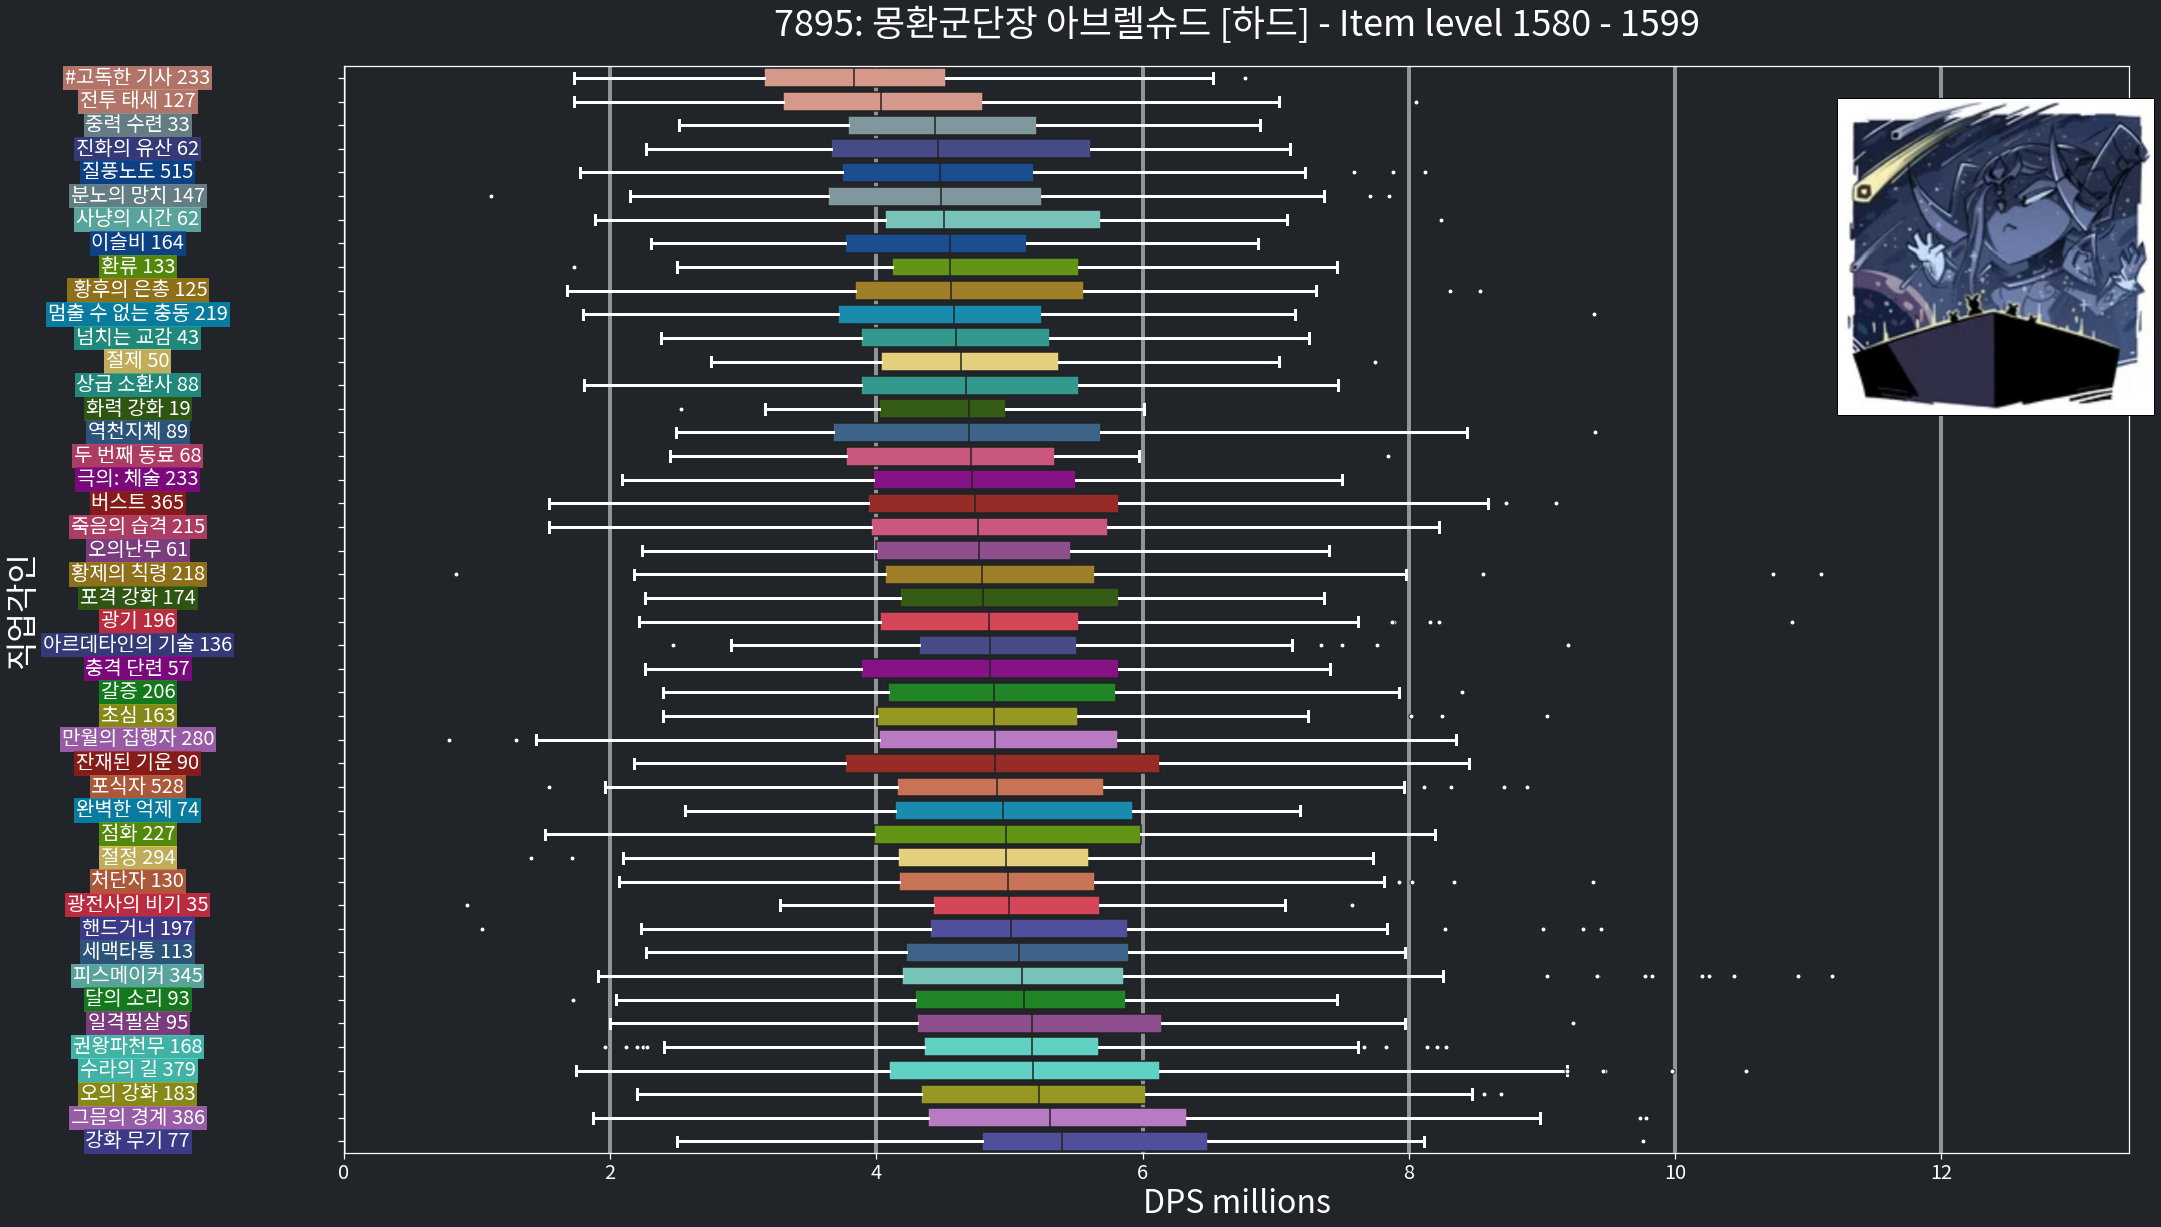 7895: 몽환군단장 아브렐슈드 [하드] - Item level 1580 - 1599
직업각인
#고독한 기사 233
전투 태세 127
중력 수련 33
진화의 유산 62
질풍노도 515
분노의 망치 147
사냥의 시간 62
이슬비 164
환류 133
황후의 은총 125
멈출 수 없는 충동 219
넘치는 교감 43
절제 50
상급 소환사 88
화력 강화 19
역천지체 89
두 번째 동료 68
극의: 체술 233
버스트 365
죽음의 습격 215
오의난무 61
황제의 칙령 218
포격 강화 174
광기 196
아르데타인의 기술 136
충격 단련 57
갈증 206
초심 163
만월의 집행자 280
잔재된 기운 90
포식자 528
완벽한 억제 74
점화 227
절정 294
처단자 130
광전사의 비기 35
핸드거너 197
세맥타통 113
피스메이커 345
달의 소리 93
일격필살 95
권왕파천무 168
수라의 길 379
오의 강화 183
그믐의 경계 386
강화 무기 77
0 2 4 6 8 10 12
DPS millions